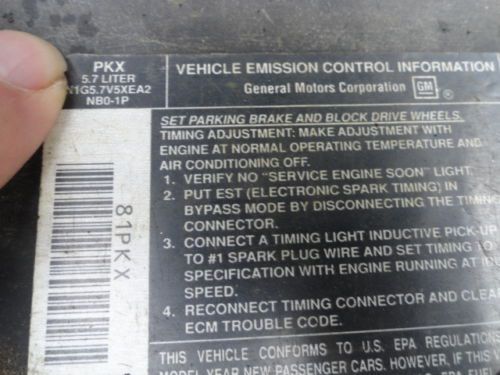 PKX
5.7 LITER
N1G5.7V5XEA2
NB0-1P
VEHICLE EMISSION CONTROL INFORMATION
General Motors Corporation GM ®
SET PARKING BRAKE AND BLOCK DRIVE WHEELS.
TIMING ADJUSTMENT: MAKE ADJUSTMENT WITH
ENGINE AT NORMAL OPERATING TEMPERATURE AND
AIR CONDITIONING OFF.
1. VERIFY NO "SERVICE ENGINE SOON" LIGHT.
2. PUT EST (ELECTRONIC SPARK TIMING) IN
BYPASS MODE BY DISCONNECTING THE TIMING
CONNECTOR.
3. CONNECT A TIMING LIGHT INDUCTIVE PICK-UP
TO #1 SPARK PLUG WIRE AND SET TIMING TO
SPECIFICATION WITH ENGINE RUNNING AT
SPEED.
4. RECONNECT TIMING CONNECTOR AND CLEAR
ECM TROUBLE CODE.
81PKX
THIS VEHICLE CONFORMS TO U.S. EPA REGULATIONS
MODEL YEAR NEW PASSENGER CARS. HOWEVER, IF THIS